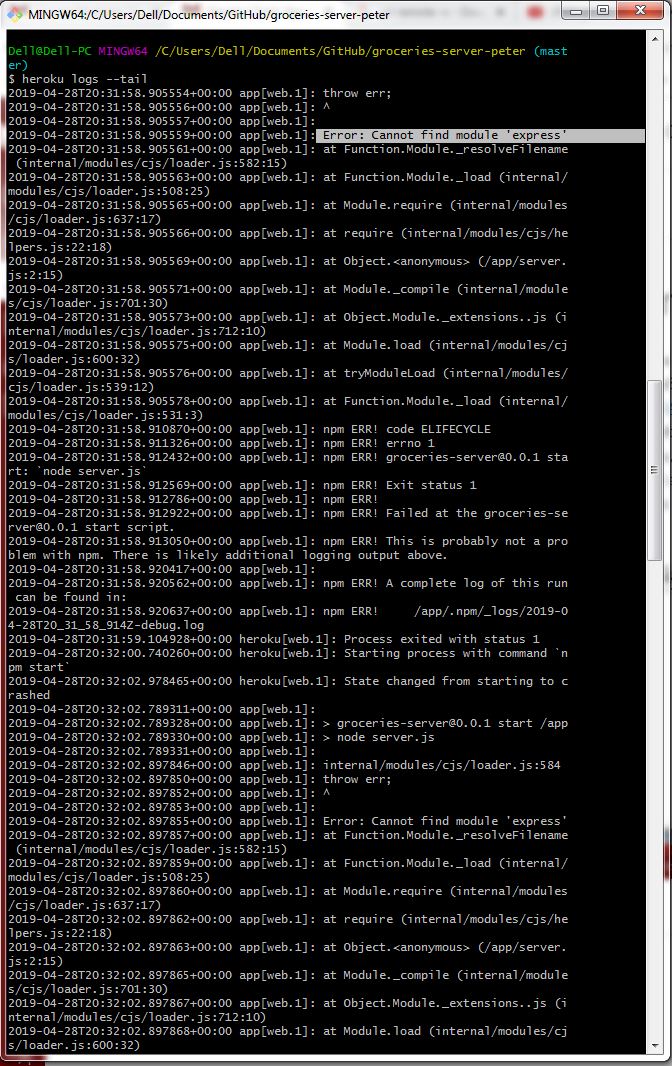 MINGW64:/C/Users/Dell/Documents/GitHub/groceries-server-peter
Dell@Dell-PC MINGW64 /C/Users/Dell/Documents/GitHub/groceries-server-peter (mast
er)
$ heroku logs --tail
2019-04-28T20:31:58.905554+00:00 app[web.1]: throw err;
2019-04-28T20:31:58.905556+00:00 app[web.1]: ^
2019-04-28T20:31:58.905557+00:00 app[web.1]:
2019-04-28T20:31:58.905559+00:00 app[web.1]: Error: Cannot find module 'express'
2019-04-28T20:31:58.905561+00:00 app[web.1]: at Function.Module._resolveFilename
 (internal/modules/cjs/loader.js:582:15)
2019-04-28T20:31:58.905563+00:00 app[web.1]: at Function.Module._load (internal/
modules/cjs/loader.js:508:25)
2019-04-28T20:31:58.905565+00:00 app[web.1]: at Module.require (internal/modules
/cjs/loader.js:637:17)
2019-04-28T20:31:58.905566+00:00 app[web.1]: at require (internal/modules/cjs/he
lpers.js:22:18)
2019-04-28T20:31:58.905569+00:00 app[web.1]: at Object.<anonymous> (/app/server.
js:2:15)
2019-04-28T20:31:58.905571+00:00 app[web.1]: at Module._compile (internal/module
s/cjs/loader.js:701:30)
2019-04-28T20:31:58.905573+00:00 app[web.1]: at Object.Module._extensions..js (i
nternal/modules/cjs/loader.js:712:10)
2019-04-28T20:31:58.905575+00:00 app[web.1]: at Module.load (internal/modules/cj
s/loader.js:600:32)
2019-04-28T20:31:58.905576+00:00 app[web.1]: at tryModuleLoad (internal/modules/
cjs/loader.js:539:12)
2019-04-28T20:31:58.905578+00:00 app[web.1]: at Function.Module._load (internal/
modules/cjs/loader.js:531:3)
2019-04-28T20:31:58.910870+00:00 app[web.1]: npm ERR! code ELIFECYCLE
2019-04-28T20:31:58.911326+00:00 app[web.1]: npm ERR! errno 1
2019-04-28T20:31:58.912432+00:00 app[web.1]: npm ERR! groceries-server@0.0.1 sta
rt: `node server.js`
2019-04-28T20:31:58.912569+00:00 app[web.1]: npm ERR! Exit status 1
2019-04-28T20:31:58.912786+00:00 app[web.1]: npm ERR!
2019-04-28T20:31:58.912922+00:00 app[web.1]: npm ERR! Failed at the groceries-se
rver@0.0.1 start script.
2019-04-28T20:31:58.913050+00:00 app[web.1]: npm ERR! This is probably not a pro
blem with npm. There is likely additional logging output above.
2019-04-28T20:31:58.920417+00:00 app[web.1]:
2019-04-28T20:31:58.920562+00:00 app[web.1]: npm ERR! A complete log of this run
 can be found in:
2019-04-28T20:31:58.920637+00:00 app[web.1]: npm ERR!     /app/.npm/_logs/2019-0
4-28T20_31_58_914Z-debug.log
2019-04-28T20:31:59.104928+00:00 heroku[web.1]: Process exited with status 1
2019-04-28T20:32:00.740260+00:00 heroku[web.1]: Starting process with command `n
pm start`
2019-04-28T20:32:02.978465+00:00 heroku[web.1]: State changed from starting to c
rashed
2019-04-28T20:32:02.789311+00:00 app[web.1]:
2019-04-28T20:32:02.789328+00:00 app[web.1]: > groceries-server@0.0.1 start /app
2019-04-28T20:32:02.789330+00:00 app[web.1]: > node server.js
2019-04-28T20:32:02.789331+00:00 app[web.1]:
2019-04-28T20:32:02.897846+00:00 app[web.1]: internal/modules/cjs/loader.js:584
2019-04-28T20:32:02.897850+00:00 app[web.1]: throw err;
2019-04-28T20:32:02.897852+00:00 app[web.1]: ^
2019-04-28T20:32:02.897853+00:00 app[web.1]:
2019-04-28T20:32:02.897855+00:00 app[web.1]: Error: Cannot find module 'express'
2019-04-28T20:32:02.897857+00:00 app[web.1]: at Function.Module._resolveFilename
 (internal/modules/cjs/loader.js:582:15)
2019-04-28T20:32:02.897859+00:00 app[web.1]: at Function.Module._load (internal/
modules/cjs/loader.js:508:25)
2019-04-28T20:32:02.897860+00:00 app[web.1]: at Module.require (internal/modules
/cjs/loader.js:637:17)
2019-04-28T20:32:02.897862+00:00 app[web.1]: at require (internal/modules/cjs/he
lpers.js:22:18)
2019-04-28T20:32:02.897863+00:00 app[web.1]: at Object.<anonymous> (/app/server.
js:2:15)
2019-04-28T20:32:02.897865+00:00 app[web.1]: at Module._compile (internal/module
s/cjs/loader.js:701:30)
2019-04-28T20:32:02.897867+00:00 app[web.1]: at Object.Module._extensions..js (i
nternal/modules/cjs/loader.js:712:10)
2019-04-28T20:32:02.897868+00:00 app[web.1]: at Module.load (internal/modules/cj
s/loader.js:600:32)